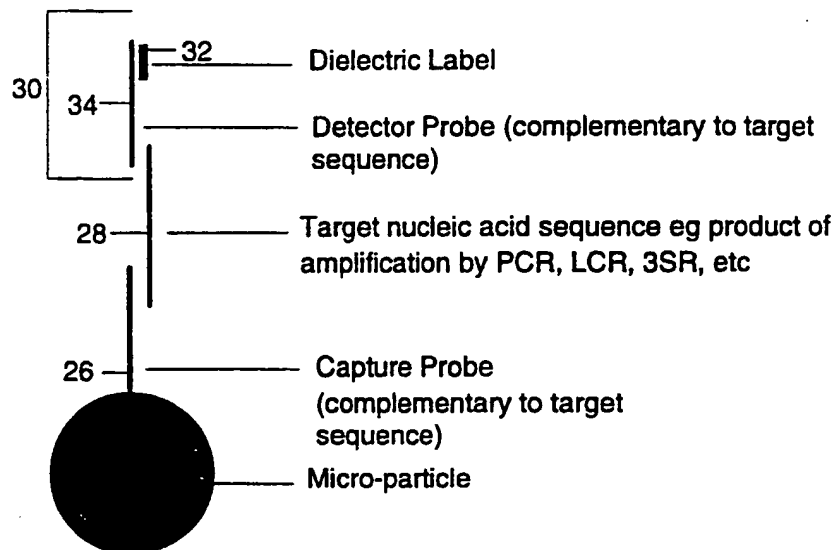 32
Dielectric Label
30
34
Detector Probe (complementary to target
sequence)
28
Target nucleic acid sequence eg product of
amplification by PCR, LCR, 3SR, etc
26
Capture Probe
(complementary to target
sequence)
Micro-particle